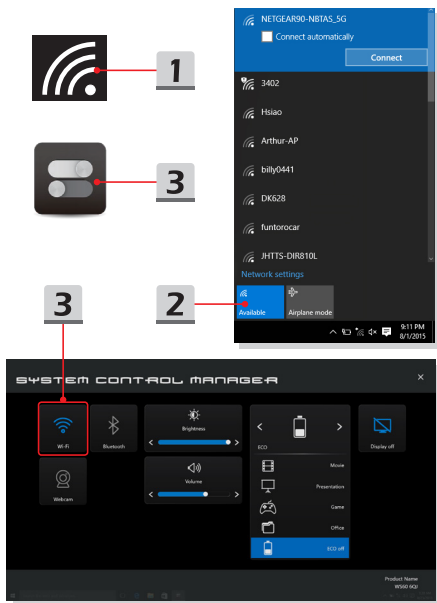 1
3
3
2
NETGEAR90-NBTAS_5G
Connect automatically
Connect
3402
Hsiao
Arthur-AP
billy0441
DK628
funtorocar
JHTTS-DIR810L
Network settings
Available
Airplane mode
9:11 PM
8/1/2015
SYSTEM CONTROL MANAGER
×
Wi-Fi
Bluetooth
Brightness
Webcam
Volume
ECO
Movie
Presentation
Game
Office
ECO off
Display off
Product Name
WS60 6QJ